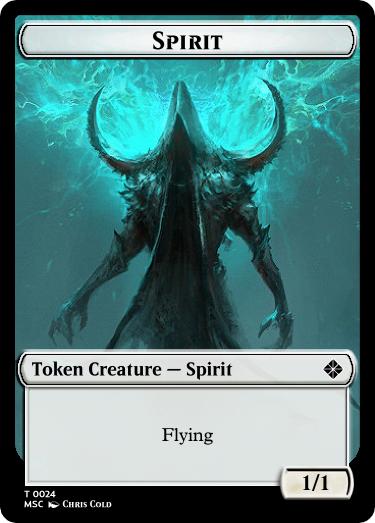 Spirit
Token Creature — Spirit
Flying
1/1
T 0024
MSC Chris Cold